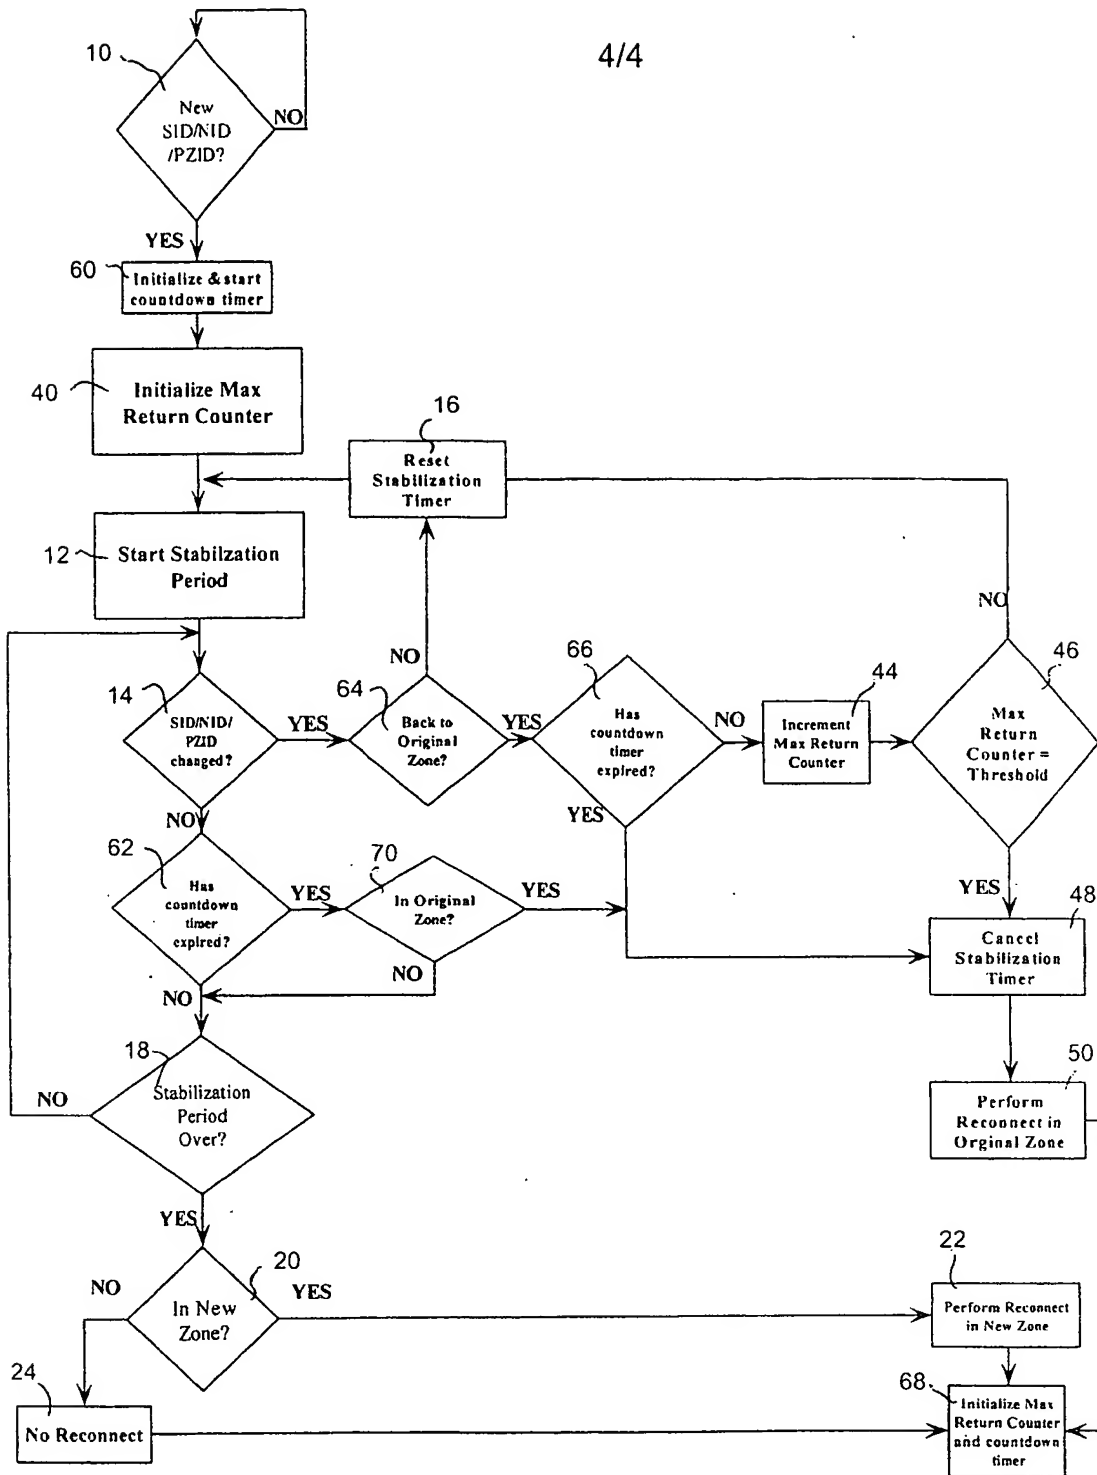 4/4
10
New
SID/NID
/PZID?
NO
YES
60
Initialize & start
countdown timer
40
Initialize Max
Return Counter
16
Reset
Stabilization
Timer
12
Start Stabilzation
Period
NO
NO
14
SID/NID/
PZID
changed?
YES
64
Back to
Original
Zone?
YES
66
Has
countdown
timer
expired?
NO
44
Increment
Max Return
Counter
46
Max
Return
Counter =
Threshold
NO
YES
YES
62
Has
countdown
timer
expired?
YES
70
In Original
Zone?
YES
48
Cancel
Stabilization
Timer
NO
NO
18
Stabilization
Period
Over?
NO
50
Perform
Reconnect in
Orginal Zone
YES
20
In New
Zone?
NO
YES
22
Perform Reconnect
in New Zone
24
No Reconnect
68
Initialize Max
Return Counter
and countdown
timer